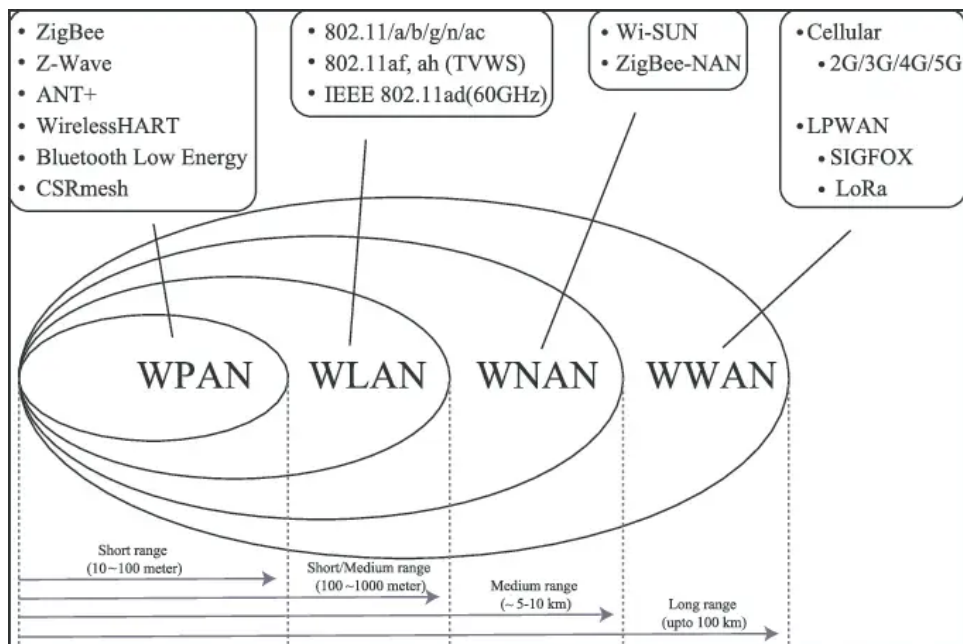 • ZigBee
• Z-Wave
• ANT+
• WirelessHART
• Bluetooth Low Energy
• CSRmesh
• 802.11/a/b/g/n/ac
• 802.11af, ah (TVWS)
• IEEE 802.11ad(60GHz)
• Wi-SUN
• ZigBee-NAN
• Cellular
• 2G/3G/4G/5G
• LPWAN
• SIGFOX
• LoRa
WPAN
WLAN
WNAN
WWAN
Short range
(10~100 meter)
Short/Medium range
(100~1000 meter)
Medium range
(~ 5-10 km)
Long range
(upto 100 km)